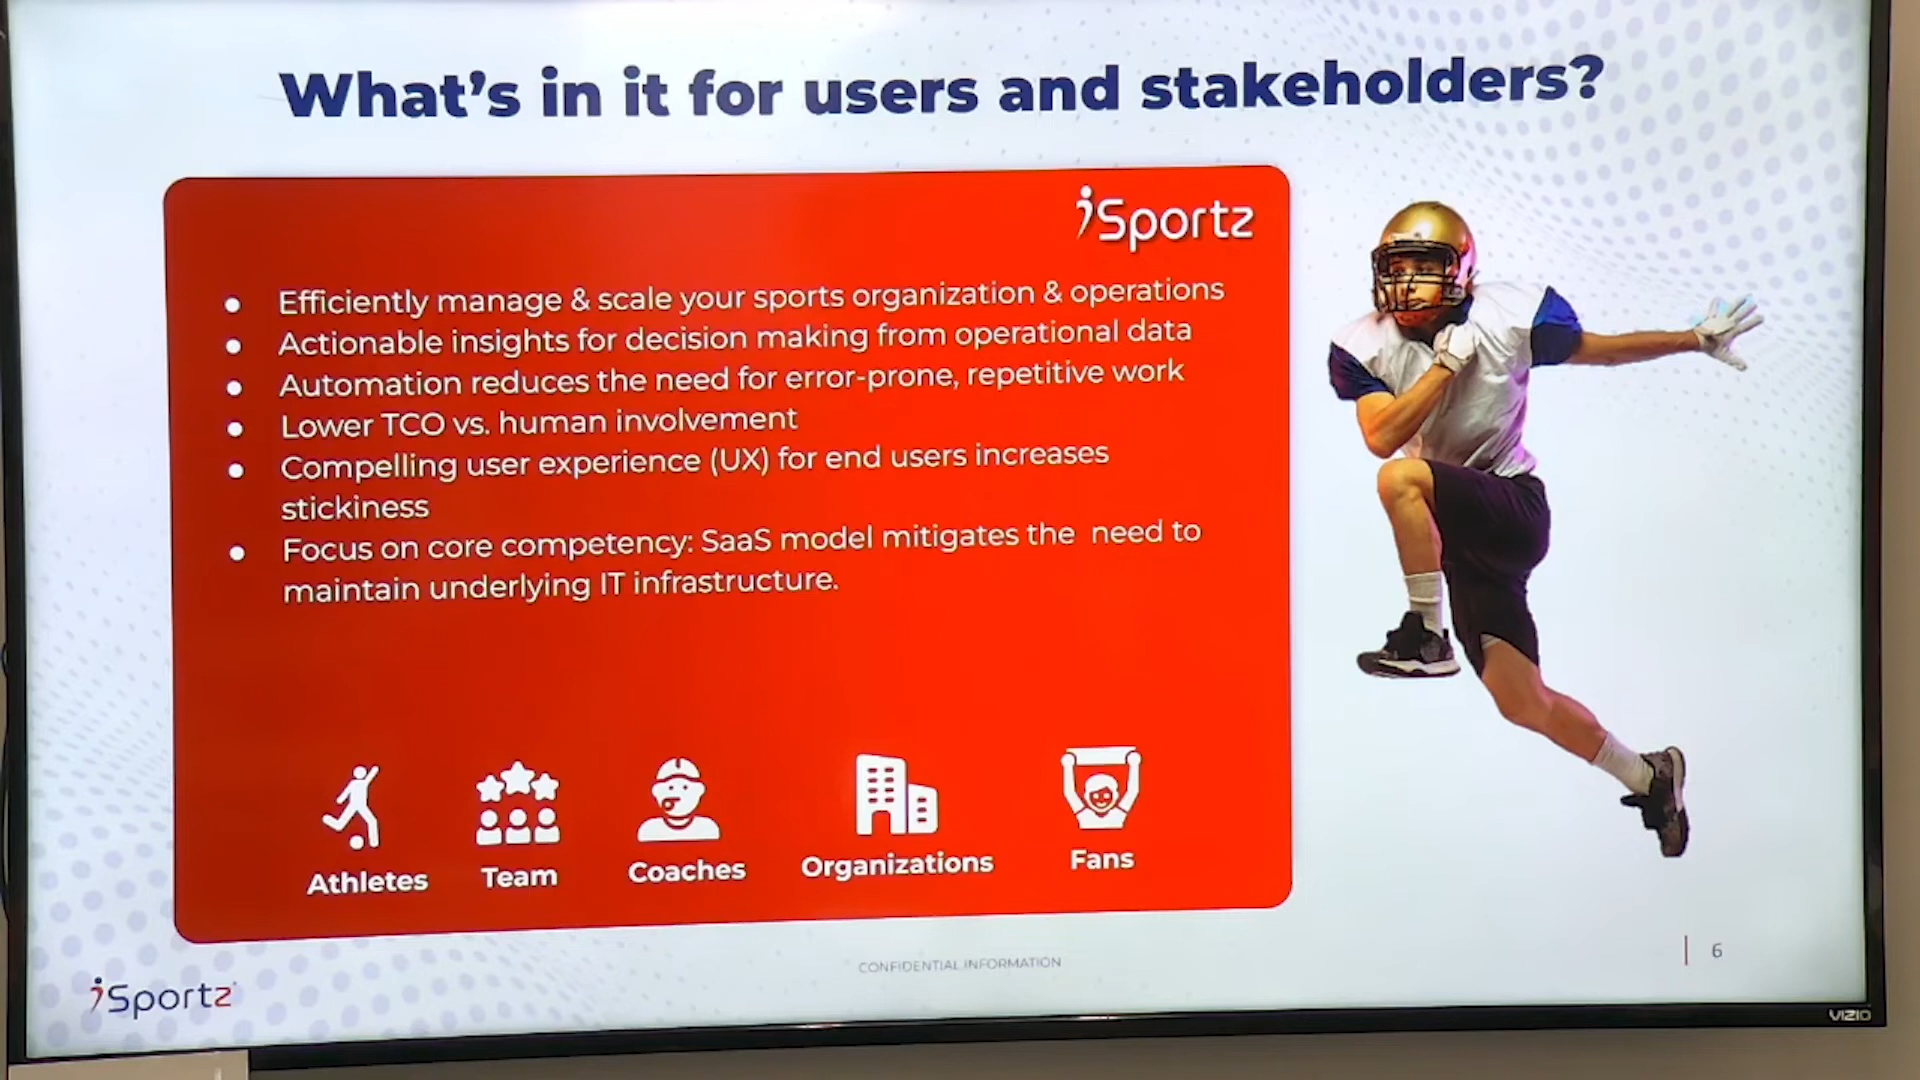 What's in it for users and stakeholders?
iSportz
• Efficiently manage & scale your sports organization & operations
• Actionable insights for decision making from operational data
• Automation reduces the need for error-prone, repetitive work
• Lower TCO vs. human involvement
• Compelling user experience (UX) for end users increases
stickiness
• Focus on core competency: SaaS model mitigates the need to
maintain underlying IT infrastructure.
Athletes Team Coaches Organizations Fans
CONFIDENTIAL INFORMATION
6
iSportz
VIZIO